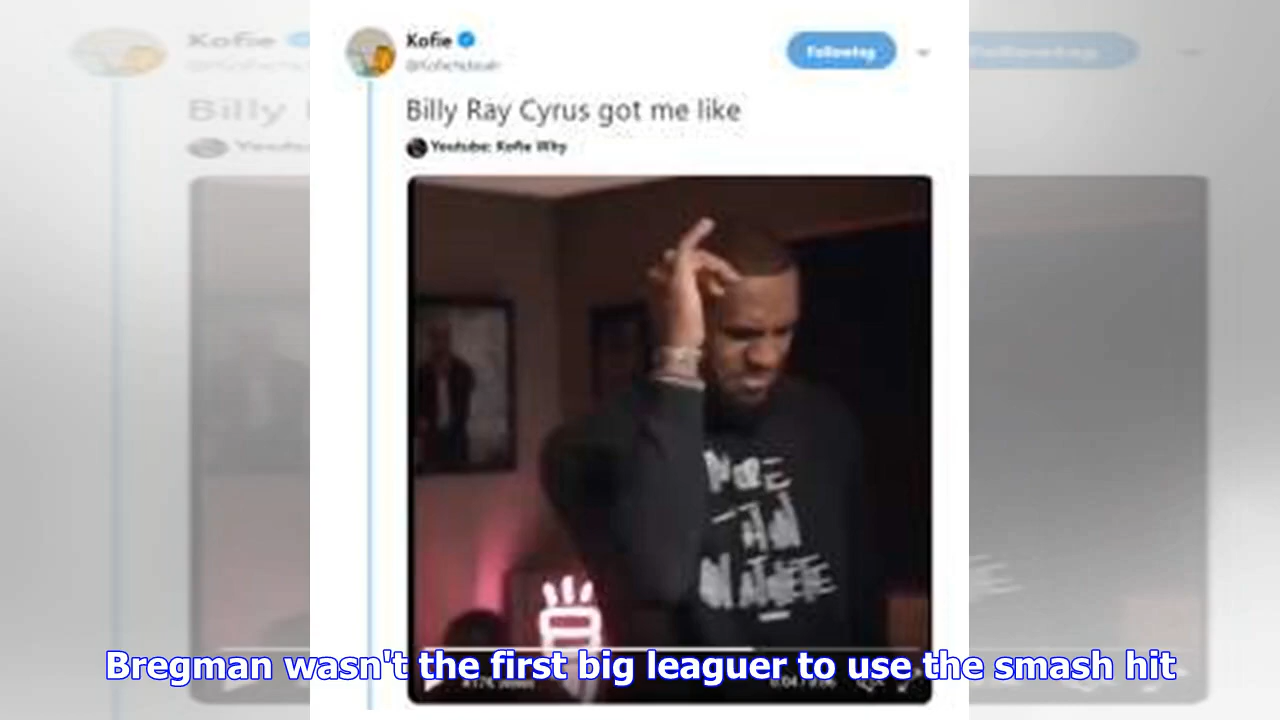 Kofie
Following
Billy Ray Cyrus got me like
Youtube: Kofie Why
Bregman wasn't the first big leaguer to use the smash hit